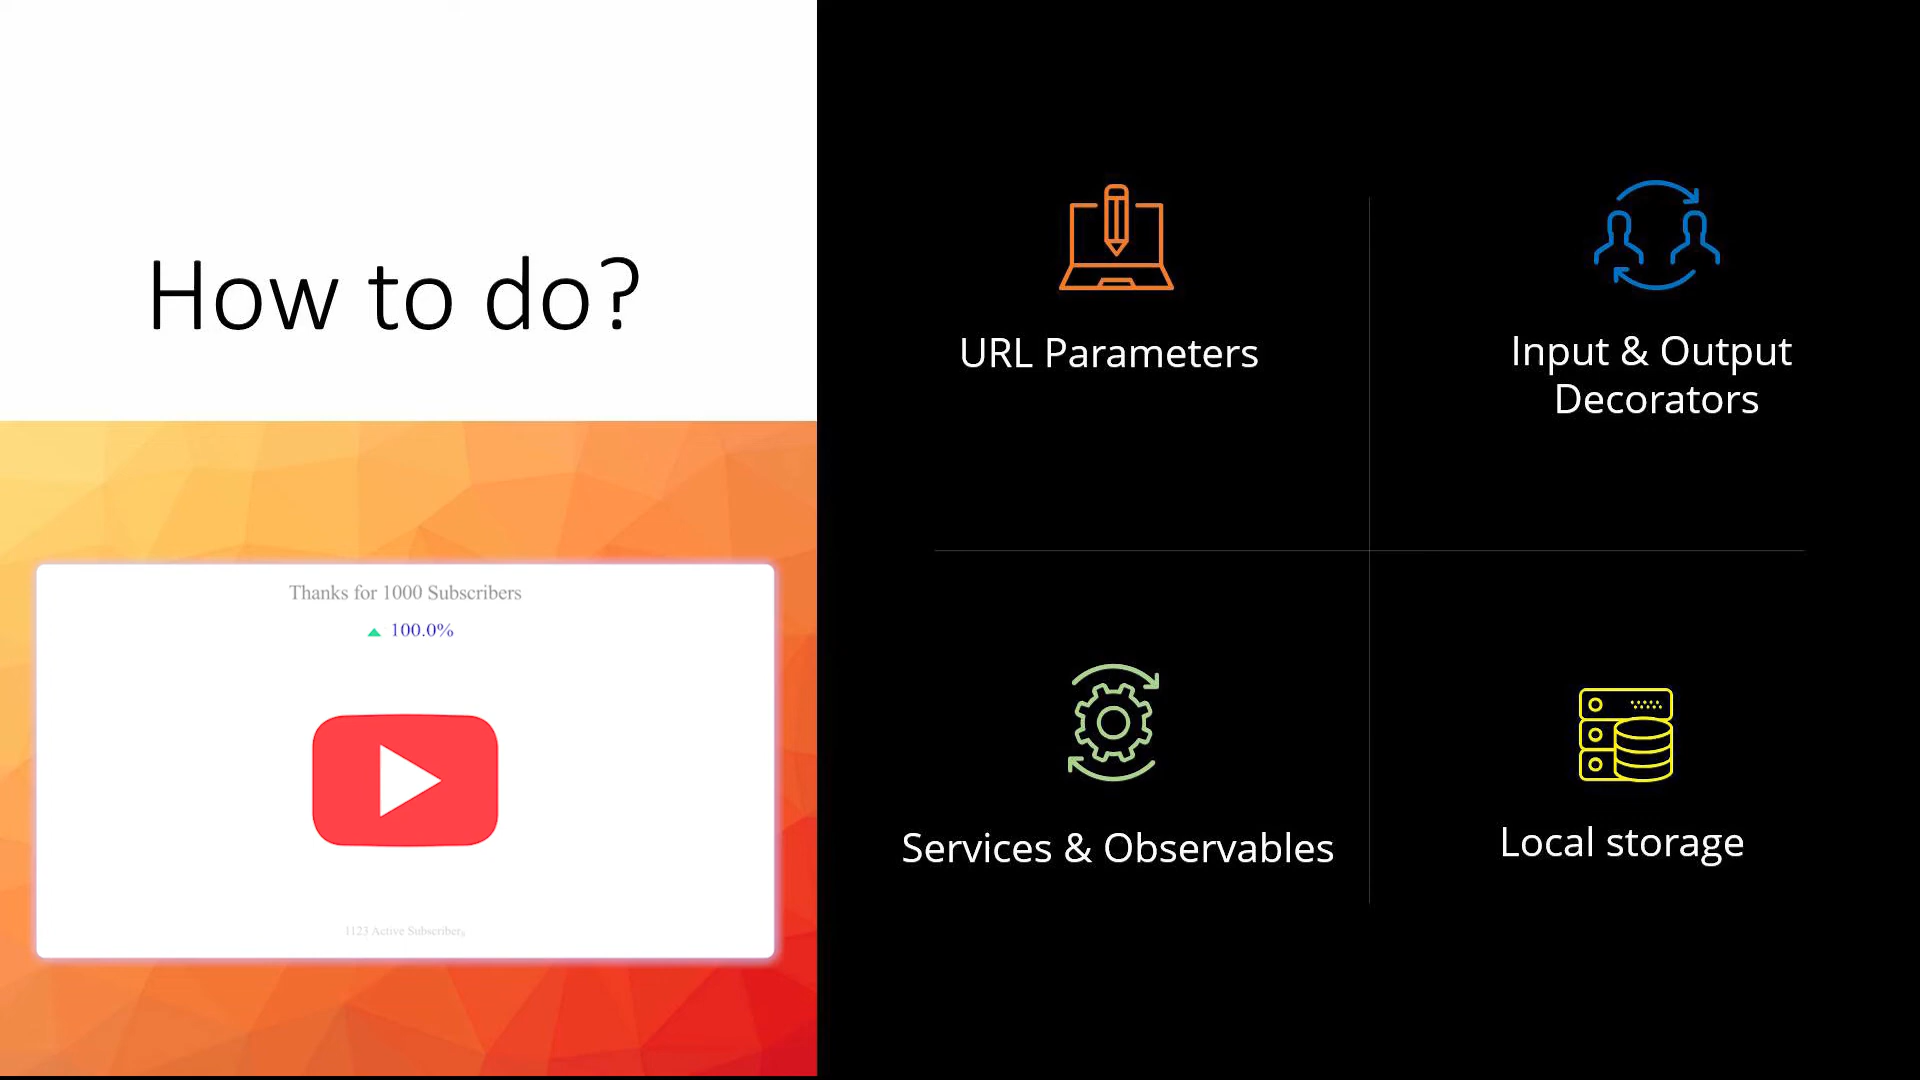 How to do?
Thanks for 1000 Subscribers
100.0%
1123 Active Subscribers
URL Parameters
Input & Output
Decorators
Services & Observables
Local storage